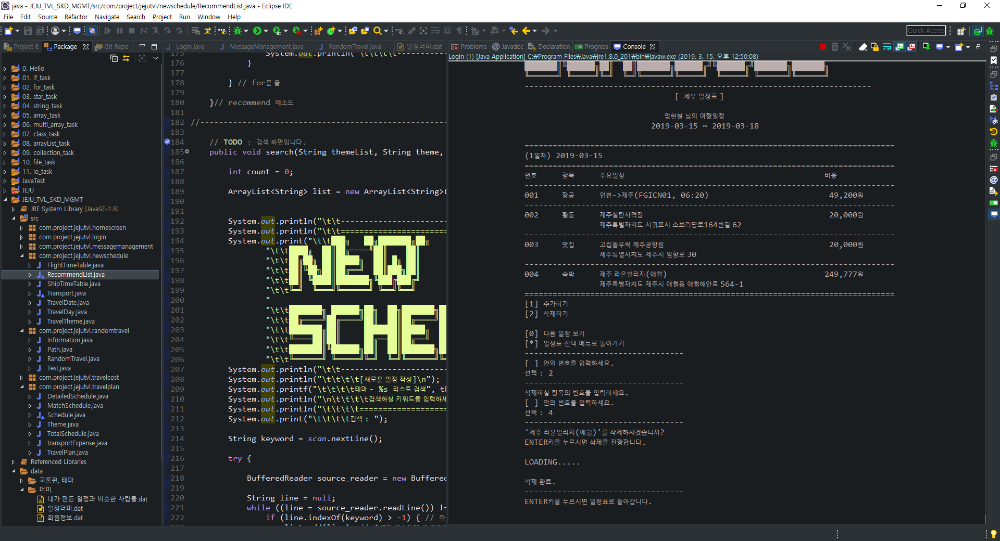 java - JEJU_TVL_SKD_MGMT/src/com/project/jejutvl/newschedule/RecommendList.java - Eclipse IDE
File Edit Source Refactor Navigate Search Project Run Window Help
Quick Access
Project E Package Git Repo
0. Hello
01. if_task
02. for_task
03. star_task
04. string_task
05. array_task
06. multi_array_task
07. class_task
08. arrayList_task
09. collection_task
10. file_task
11. io_task
JavaTest
JEJU
JEJU_TVL_SKD_MGMT
JRE System Library [JavaSE-1.8]
src
com.project.jejutvl.homescreen
com.project.jejutvl.login
com.project.jejutvl.messagemanagement
com.project.jejutvl.newschedule
FlightTimeTable.java
RecommendList.java
ShipTimeTable.java
Transport.java
TravelDate.java
TravelDay.java
TravelTheme.java
com.project.jejutvl.randomtravel
Information.java
Path.java
RandomTravel.java
Test.java
com.project.jejutvl.travelcost
com.project.jejutvl.travelplan
DetailedSchedule.java
MatchSchedule.java
Schedule.java
Theme.java
TotalSchedule.java
transportExpense.java
TravelPlan.java
Referenced Libraries
data
교통편, 테마
더미
내가 만든 일정과 비슷한 사람들.dat
일정더미.dat
회원정보.dat
Login.java MessageManagement.java RandomTravel.java 일정더미.dat
175 System.out.println("\t\t\t\t------------
176 }
177
178 } // for문 끝
179
180 }// recommend 메소드
181
182 //-----------------------------------------------------
183
184 // TODO : 검색 화면입니다.
185 public void search(String themeList, String theme,
186
187 int count = 0;
188
189 ArrayList<String> list = new ArrayList<String>(
190
191
192 System.out.println("\t\t-----------------------
193 System.out.println("\t\t=======================
194 System.out.print("\t\t
195 "\t\t
196 "\t\t
197 "\t\t
198 "\t\t
199 "\t\t
NEW
200 "
201 "\t\t
202 "\t\t
203 "\t\t
204 "\t\t
205 "\t\t
206 "\t\t
SCHE
207 System.out.println("\t\t-----------------------
208 System.out.println("\t\t\t\t\t[새로운 일정 작성]\n");
209 System.out.printf("\t\t\t\t\t테마 - %s 리스트 검색", th
210 System.out.println("\n\t\t\t\t\t검색하실 키워드를 입력하세
211 System.out.println("\t\t\t\t\t===================
212 System.out.print("\t\t\t\t\t검색 : ");
213
214 String keyword = scan.nextLine();
215
216 try {
217
218 BufferedReader source_reader = new Buffered
219
220 String line = null;
221 while ((line = source_reader.readLine()) !=
222 if (line.indexOf(keyword) > -1) { // 라
Problems Javadoc Declaration Progress Console
Login (1) [Java Application] C:₩Program Files₩Java₩jre1.8.0_201₩bin₩javaw.exe (2019. 3. 15. 오후 12:50:08)
--------------------------------------------------------------------------
[ 세부 일정표 ]
엄현철 님의 여행일정
2019-03-15 ~ 2019-03-18
===============================================================================
(1일차) 2019-03-15
===============================================================================
번호 항목 주요일정 비용
-------------------------------------------------------------------------------
001 항공 인천->제주(FGICN01, 06:20) 49,200원
-------------------------------------------------------------------------------
002 활동 제주실탄사격장 20,000원
제주특별자치도 서귀포시 소보리당로164번길 62
-------------------------------------------------------------------------------
003 맛집 고집돌우럭 제주공항점 20,000원
제주특별자치도 제주시 임항로 30
-------------------------------------------------------------------------------
004 숙박 제주 라온빌리지(애월) 249,777원
제주특별자치도 제주시 애월읍 애월해안로 564-1
===============================================================================
[1] 추가하기
[2] 삭제하기
[0] 다음 일정 보기
[*] 일정표 선택 메뉴로 돌아가기
----------------------------------
[ ] 안의 번호를 입력하세요.
선택 : 2
----------------------------------
삭제하실 항목의 번호를 입력하세요.
[ ] 안의 번호를 입력하세요.
선택 : 4
----------------------------------
'제주 라온빌리지(애월)'를 삭제하시겠습니까?
ENTER키를 누르시면 삭제를 진행합니다.
LOADING.....
삭제 완료.
----------------------------------
ENTER키를 누르시면 일정표로 돌아갑니다.